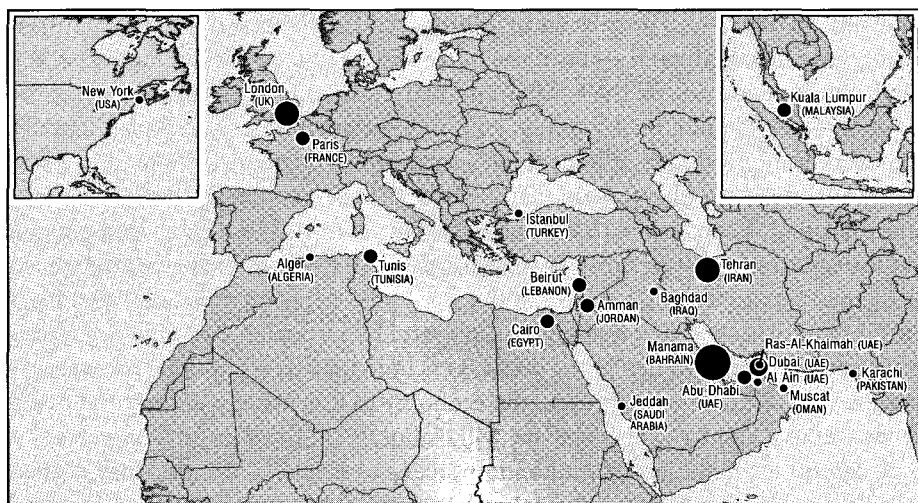 New York
(USA)
London
(UK)
Paris
(FRANCE)
Kuala Lumpur
(MALAYSIA)
Istanbul
(TURKEY)
Alger
(ALGERIA)
Tunis
(TUNISIA)
Beirut
(LEBANON)
Tehran
(IRAN)
Baghdad
(IRAQ)
Amman
(JORDAN)
Cairo
(EGYPT)
Manama
(BAHRAIN)
Ras-Al-Khaimah (UAE)
Dubai (UAE)
Al Ain (UAE)
Abu Dhabi
(UAE)
Karachi
(PAKISTAN)
Muscat
(OMAN)
Jeddah
(SAUDI
ARABIA)